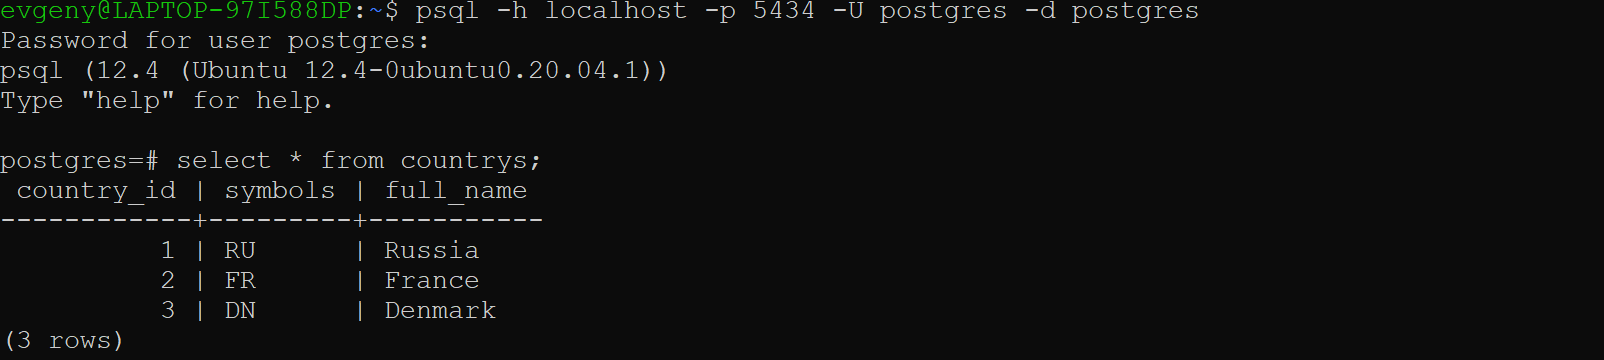 evgeny@LAPTOP-97I588DP:~$ psql -h localhost -p 5434 -U postgres -d postgres
Password for user postgres:
psql (12.4 (Ubuntu 12.4-0ubuntu0.20.04.1))
Type "help" for help.

postgres=# select * from countrys;
 country_id | symbols | full_name
------------+---------+-----------
          1 | RU      | Russia
          2 | FR      | France
          3 | DN      | Denmark
(3 rows)